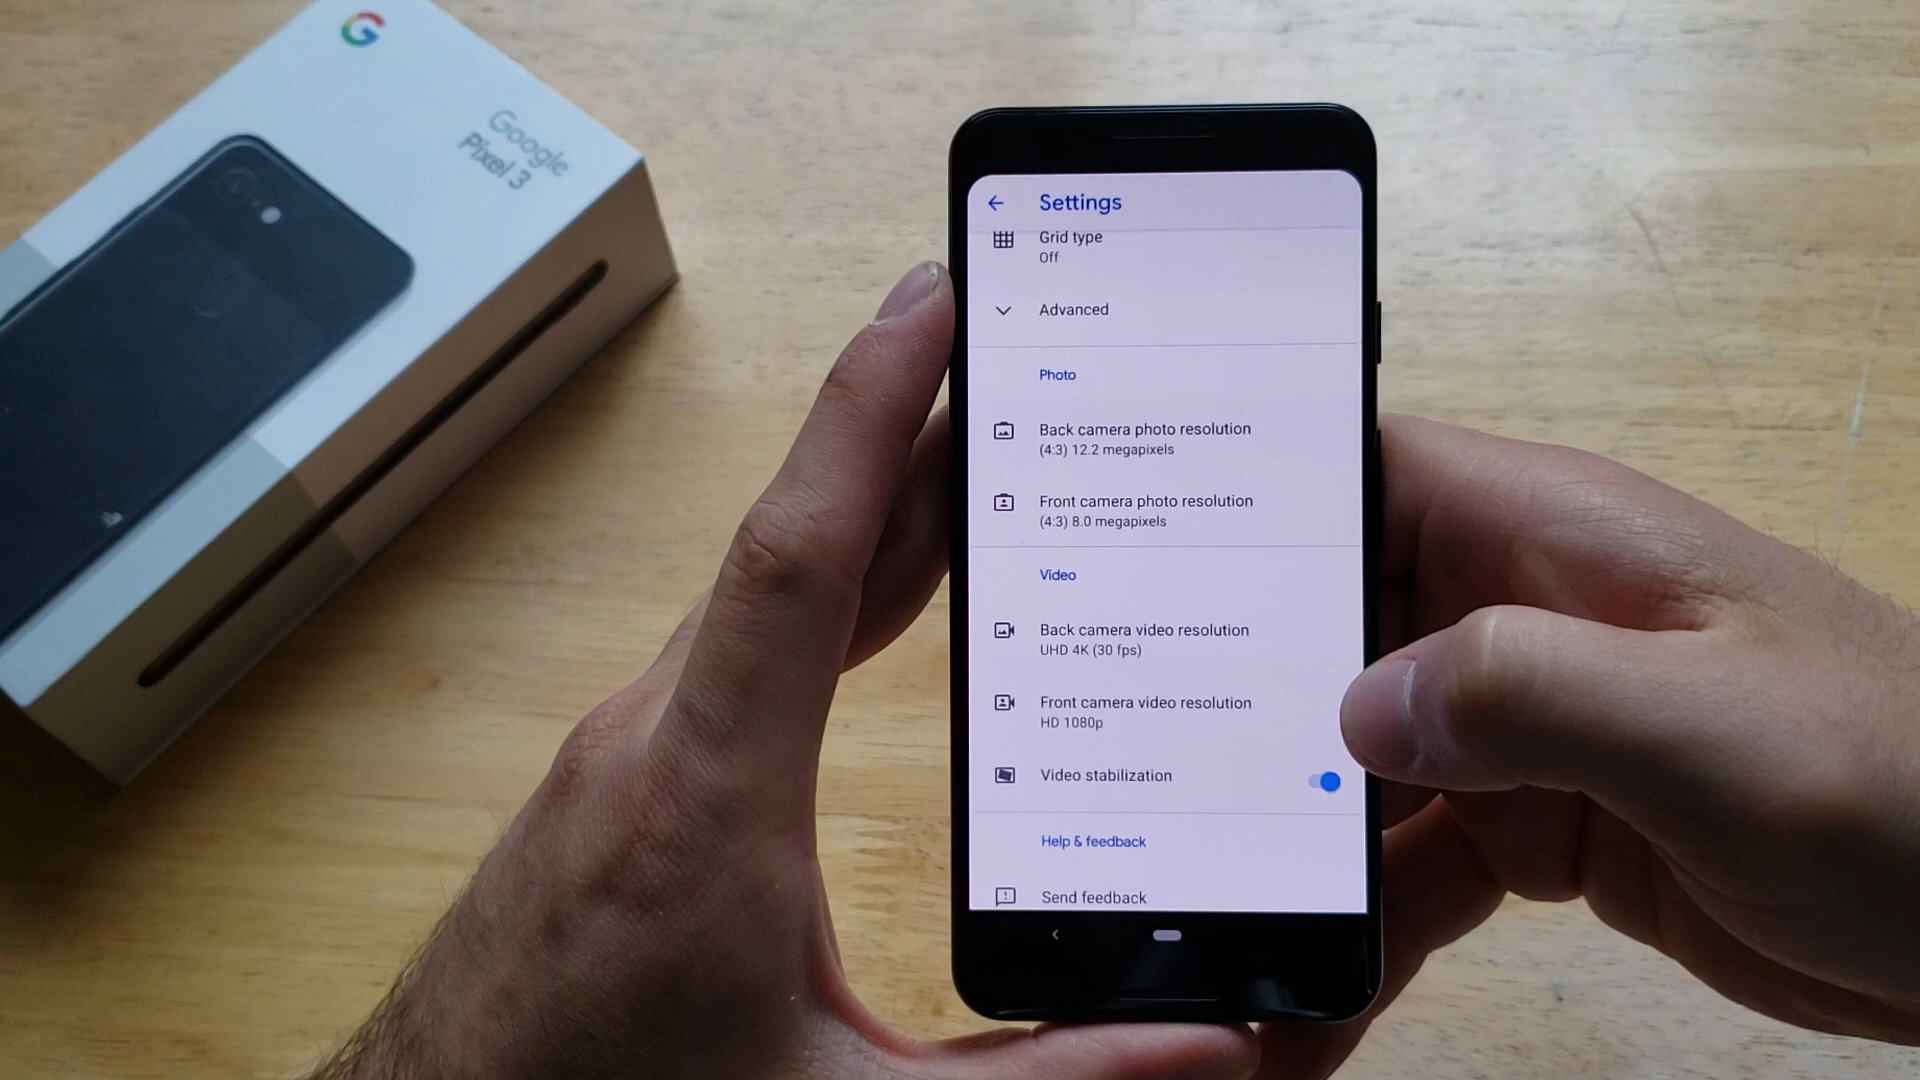 G
Google
Pixel 3
Settings
Grid type
Off
Advanced
Photo
Back camera photo resolution
(4:3) 12.2 megapixels
Front camera photo resolution
(4:3) 8.0 megapixels
Video
Back camera video resolution
UHD 4K (30 fps)
Front camera video resolution
HD 1080p
Video stabilization
Help & feedback
Send feedback